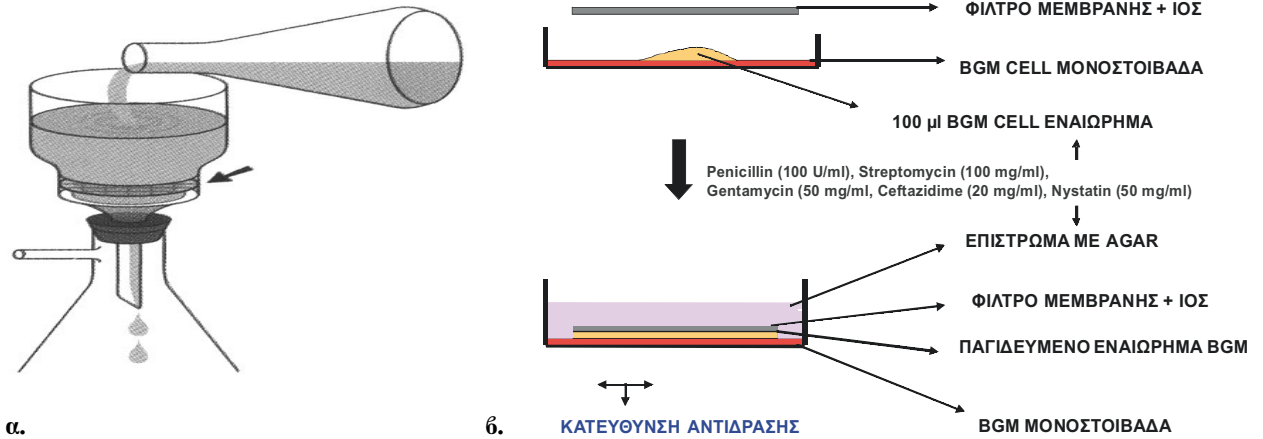 ΦΙΛΤΡΟ ΜΕΜΒΡΑΝΗΣ + ΙΟΣ
BGM CELL ΜΟΝΟΣΤΟΙΒΑΔΑ
100 μl BGM CELL ΕΝΑΙΩΡΗΜΑ
Penicillin (100 U/ml), Streptomycin (100 mg/ml),
Gentamycin (50 mg/ml, Ceftazidime (20 mg/ml), Nystatin (50 mg/ml)
ΕΠΙΣΤΡΩΜΑ ΜΕ AGAR
ΦΙΛΤΡΟ ΜΕΜΒΡΑΝΗΣ + ΙΟΣ
ΠΑΓΙΔΕΥΜΕΝΟ ΕΝΑΙΩΡΗΜΑ BGM
α.
β.
ΚΑΤΕΥΘΥΝΣΗ ΑΝΤΙΔΡΑΣΗΣ
BGM ΜΟΝΟΣΤΟΙΒΑΔΑ